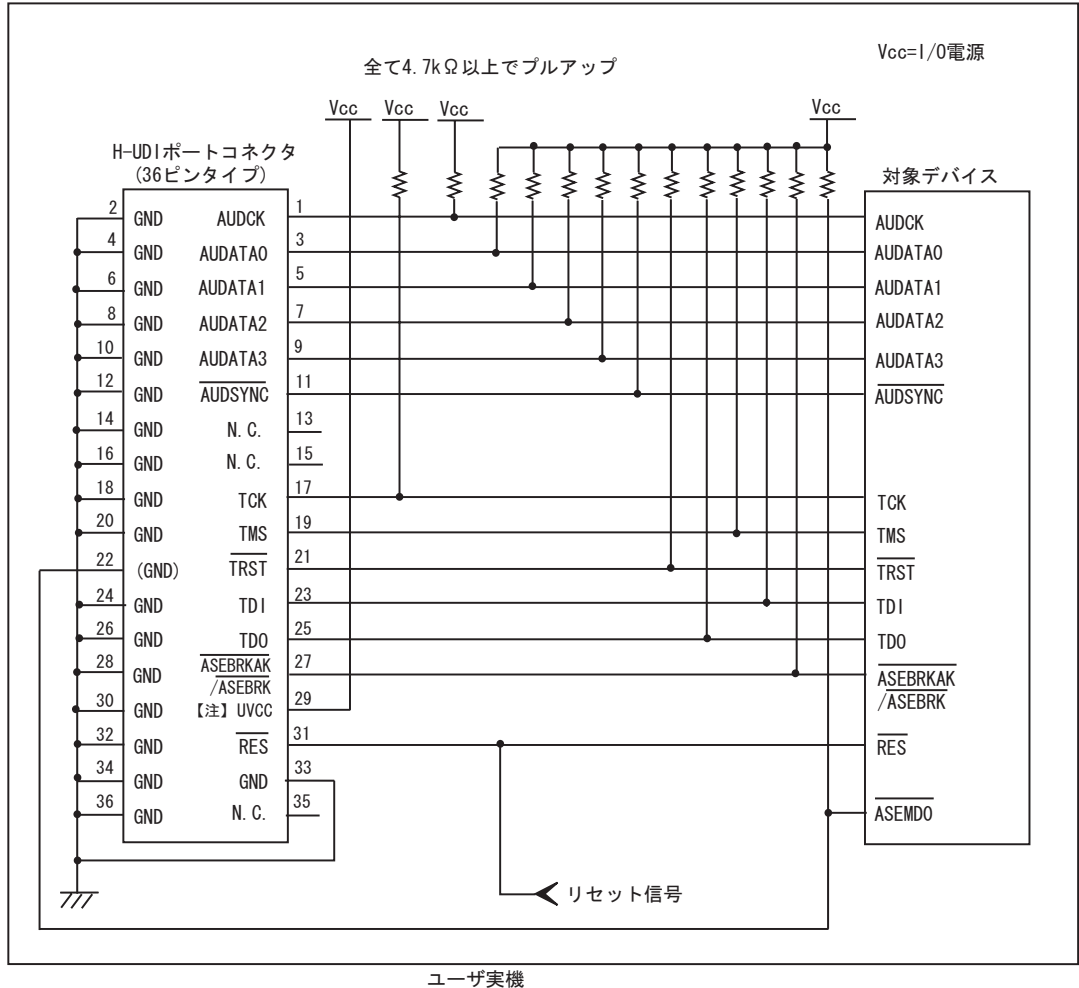 Vcc=I/O電源
全て4.7kΩ以上でプルアップ
Vcc Vcc Vcc Vcc
H-UDIポートコネクタ
(36ピンタイプ)
対象デバイス
2 GND AUDCK 1 AUDCK
4 GND AUDATA0 3 AUDATA0
6 GND AUDATA1 5 AUDATA1
8 GND AUDATA2 7 AUDATA2
10 GND AUDATA3 9 AUDATA3
12 GND AUDSYNC 11 AUDSYNC
14 GND N.C. 13
16 GND N.C. 15
18 GND TCK 17 TCK
20 GND TMS 19 TMS
22 (GND) TRST 21 TRST
24 GND TDI 23 TDI
26 GND TDO 25 TDO
28 GND ASEBRKAK 27 ASEBRKAK
/ASEBRK /ASEBRK
30 GND 【注】 UVCC 29
32 GND RES 31 RES
34 GND GND 33
36 GND N.C. 35 ASEMD0
リセット信号
ユーザ実機